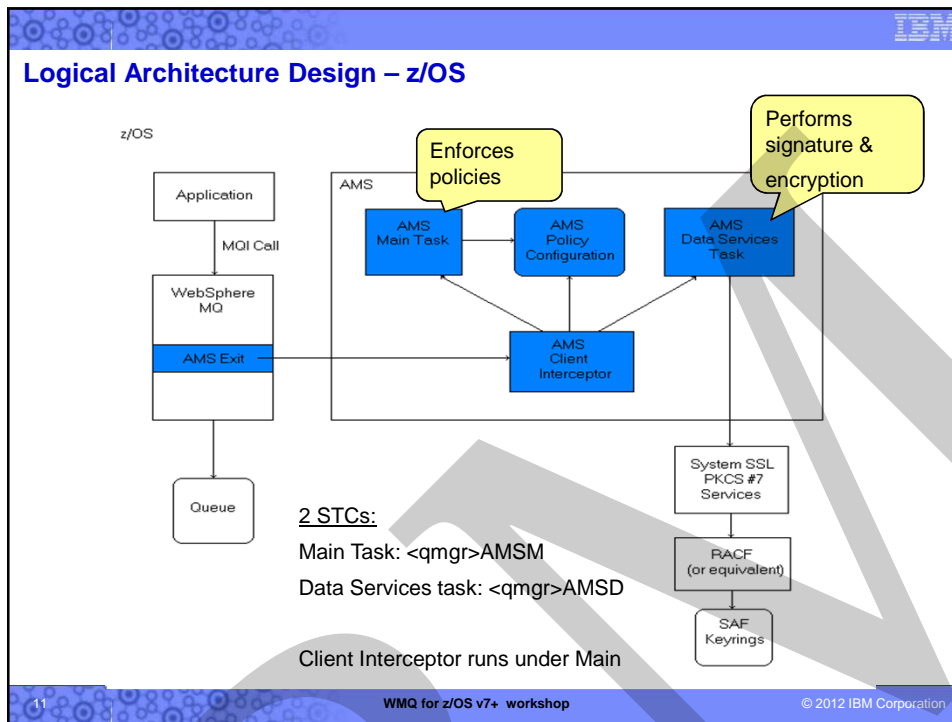 IBM
Logical Architecture Design – z/OS
z/OS
Application
MQI Call
WebSphere
MQ
AMS Exit
Queue
AMS
Enforces
policies
Performs
signature &
encryption
AMS
Main Task
AMS
Policy
Configuration
AMS
Data Services
Task
AMS
Client
Interceptor
System SSL
PKCS #7
Services
RACF
(or equivalent)
SAF
Keyrings
2 STCs:
Main Task: <qmgr>AMSM
Data Services task: <qmgr>AMSD
Client Interceptor runs under Main
11
WMQ for z/OS v7+ workshop
© 2012 IBM Corporation